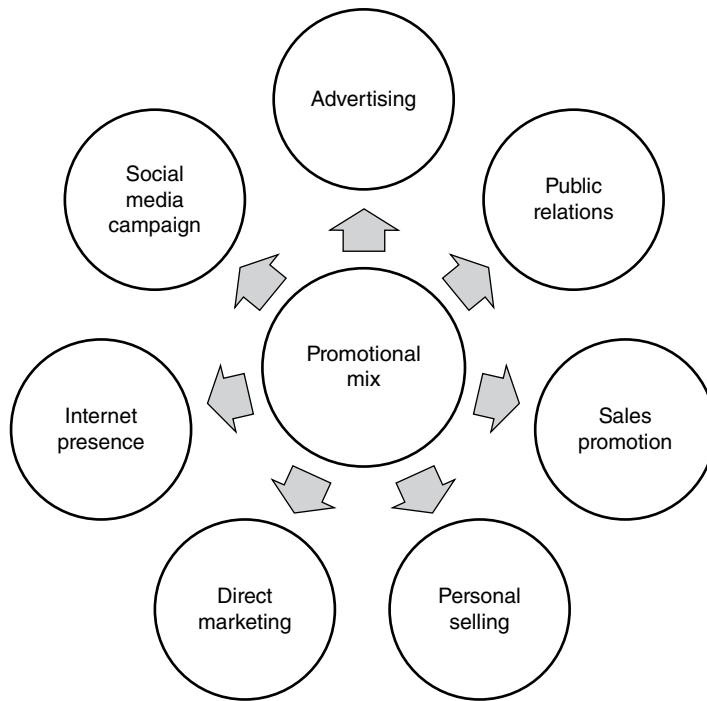 Advertising
Public
relations
Sales
promotion
Personal
selling
Direct
marketing
Internet
presence
Social
media
campaign
Promotional
mix